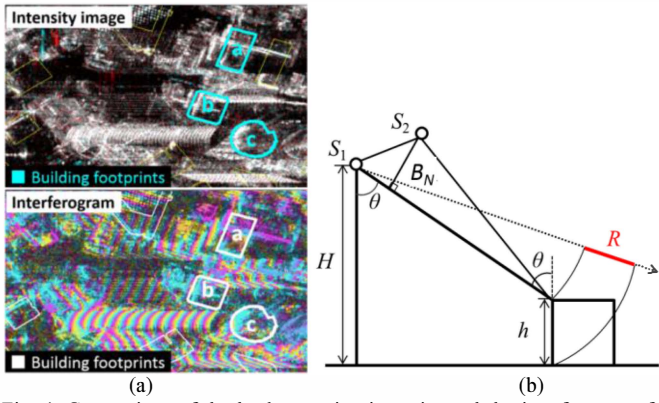 Intensity image
a
b
c
Building footprints
Interferogram
a
b
c
Building footprints
(a)
S1
S2
BN
θ
θ
R
H
h
(b)